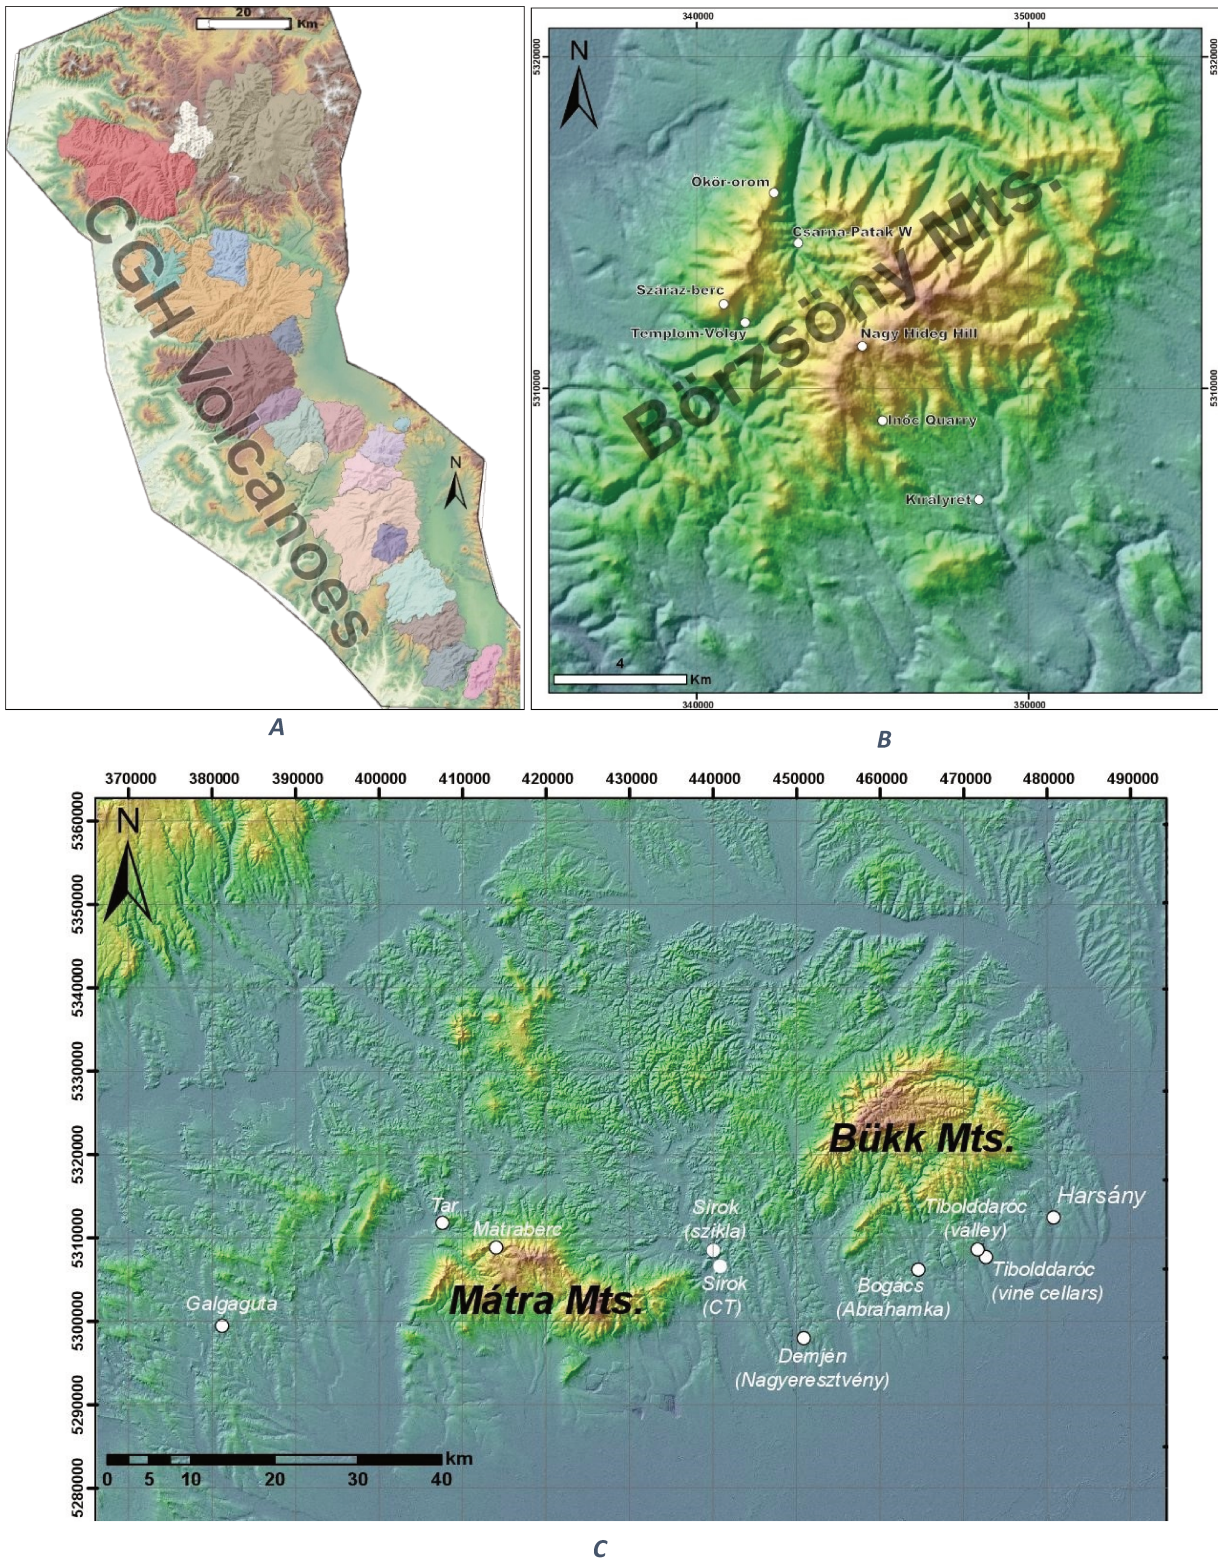 20
Km
CGH Volcanoes
N
A
340000
350000
5320000
5320000
N
Ökör-orom
Csarna-Patak W
Száraz-berc
Templom-Völgy
Nagy Hideg Hill
Börzsöny Mts.
5310000
5310000
Inóc Quarry
Királyrét
4
Km
340000
350000
B
370000 380000 390000 400000 410000 420000 430000 440000 450000 460000 470000 480000 490000
5360000
N
5350000
5340000
5330000
5320000
Bükk Mts.
5310000
Tar
Mátraberc
Sirok
(szikla)
Tibolddaróc
(valley)
Harsány
Mátra Mts.
Sirok
(CT)
Bogács
(Abrahamka)
Tibolddaróc
(vine cellars)
5300000
Galgaguta
Demjén
(Nagyeresztvény)
5290000
km
0 5 10 20 30 40
5280000
C